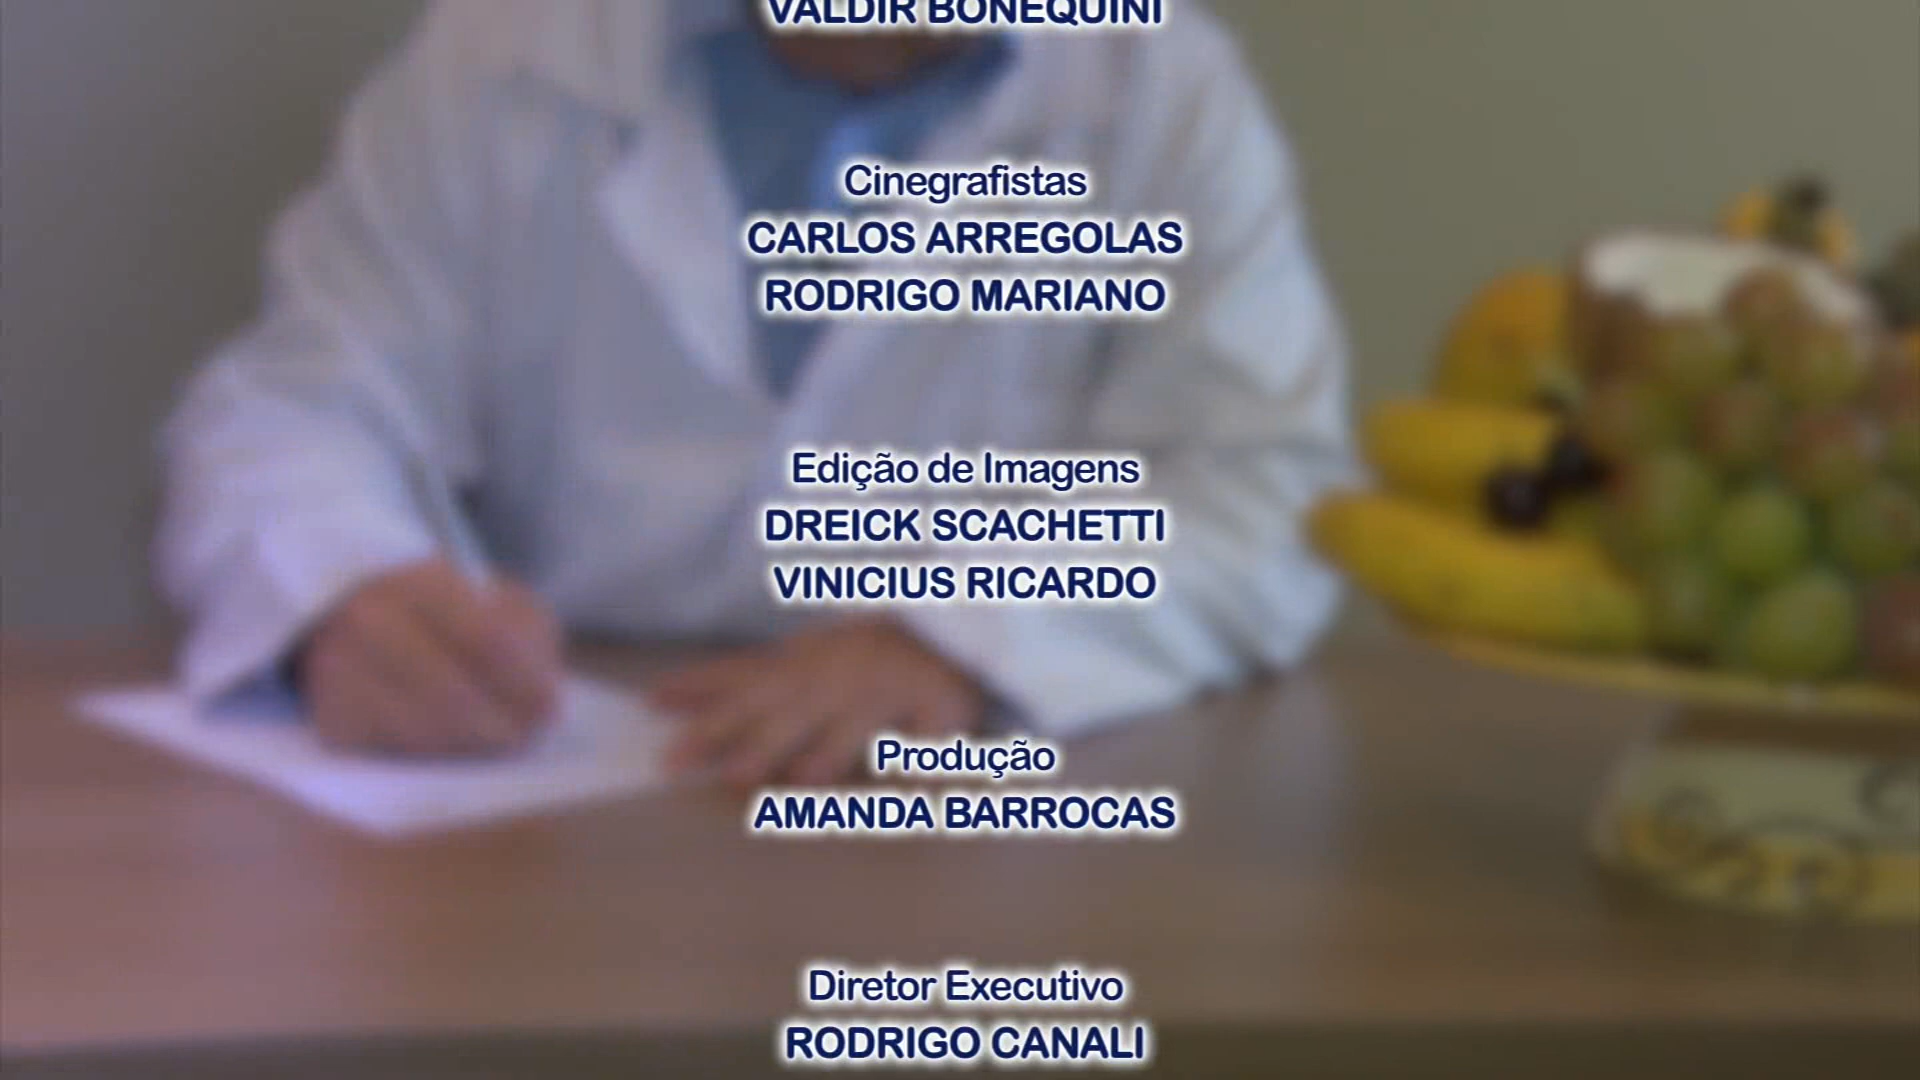 VALDIR BONEQUINI
Cinegrafistas
CARLOS ARREGOLAS
RODRIGO MARIANO
Edição de Imagens
DREICK SCACHETTI
VINICIUS RICARDO
Produção
AMANDA BARROCAS
Diretor Executivo
RODRIGO CANALI